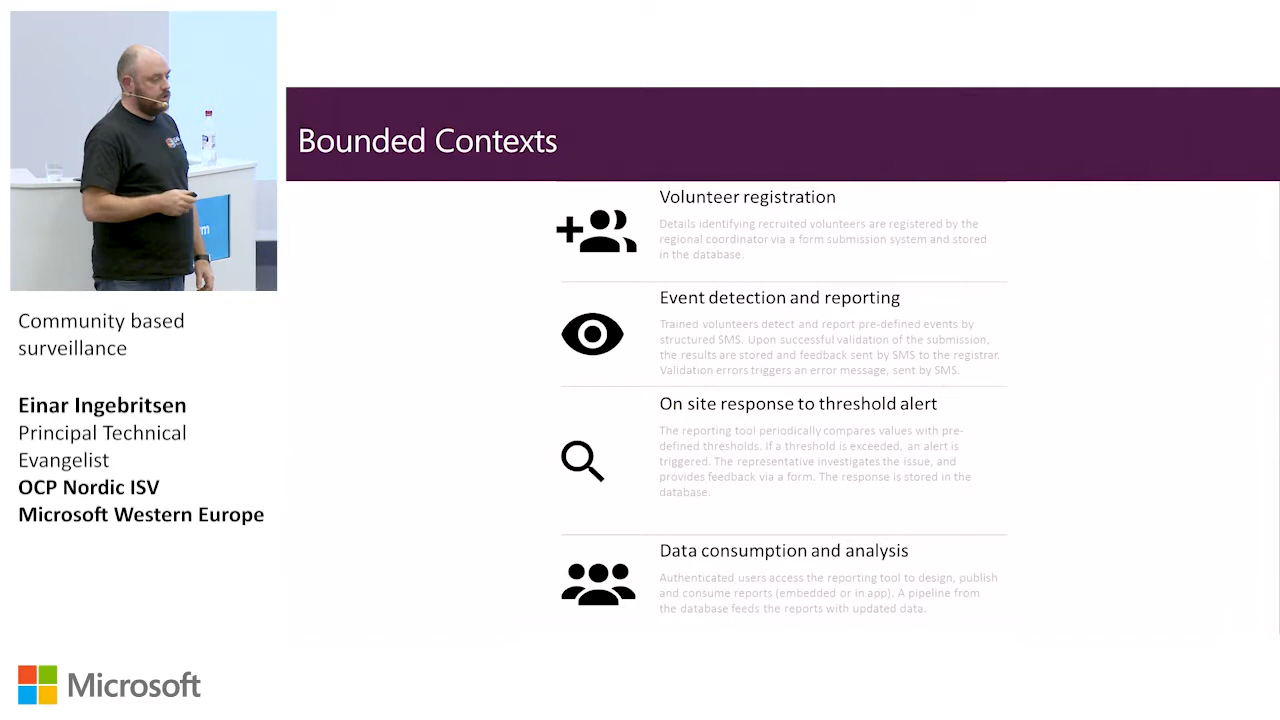 Bounded Contexts
Volunteer registration
Details identifying recruited volunteers are registered by the
regional coordinator via a form submission system and stored
in the database.
Event detection and reporting
Trained volunteers detect and report pre-defined events by
structured SMS. Upon successful validation of the submission,
the results are stored and feedback sent by SMS to the registrar.
Validation errors triggers an error message, sent by SMS.
On site response to threshold alert
The reporting tool periodically compares values with pre-
defined thresholds. If a threshold is exceeded, an alert is
triggered. The representative investigates the issue, and
provides feedback via a form. The response is stored in the
database.
Data consumption and analysis
Authenticated users access the reporting tool to design, publish
and consume reports (embedded or in app). A pipeline from
the database feeds the reports with updated data.
Community based
surveillance
Einar Ingebritsen
Principal Technical
Evangelist
OCP Nordic ISV
Microsoft Western Europe
Microsoft